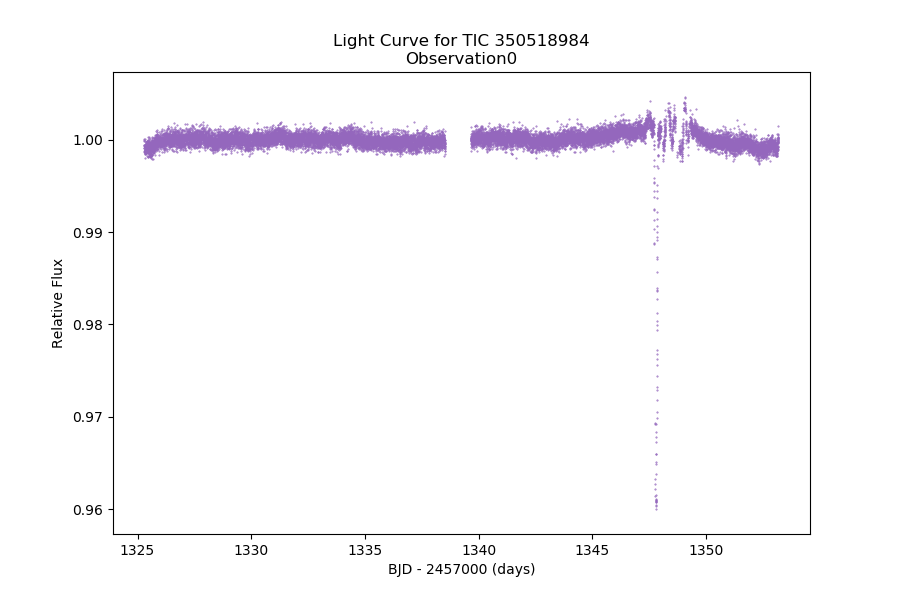 Light Curve for TIC 350518984
Observation0
Relative Flux
1.00
0.99
0.98
0.97
0.96
1325 1330 1335 1340 1345 1350
BJD - 2457000 (days)